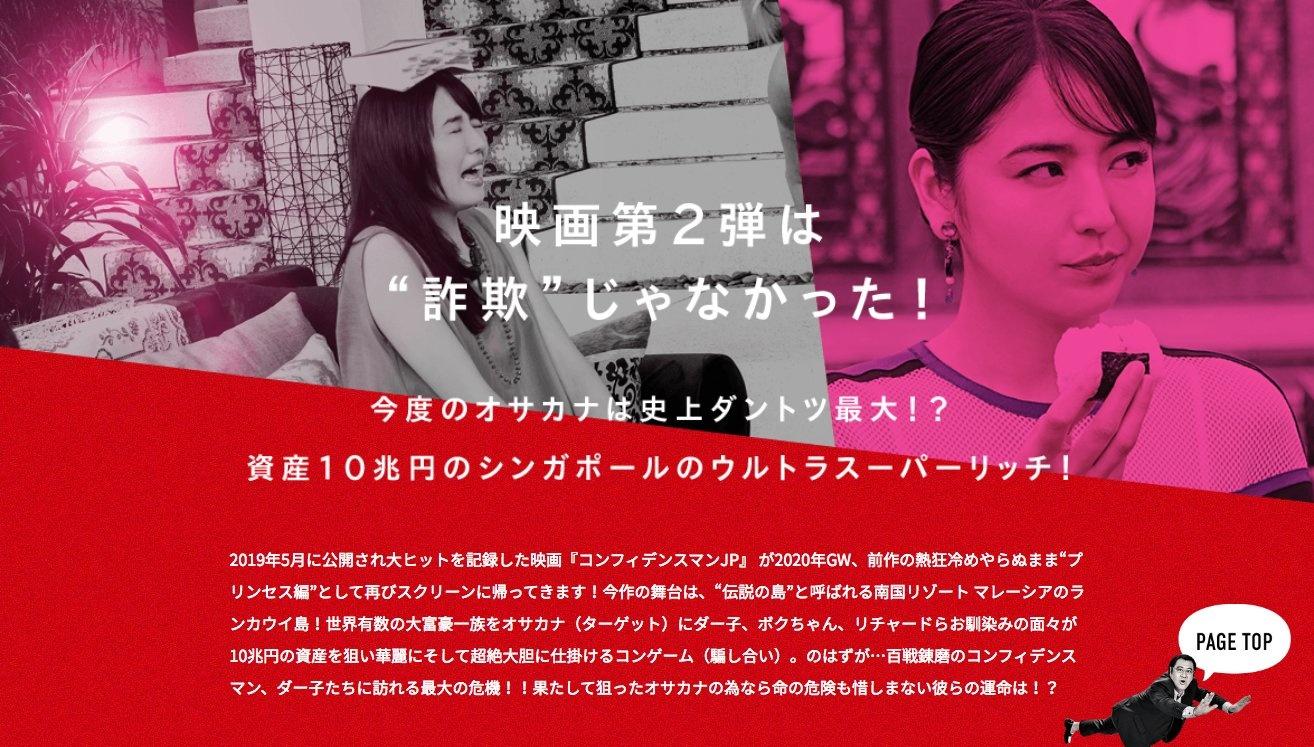 映画第2弾は
“詐欺”じゃなかった！
今度のオサカナは史上ダントツ最大！？
資産10兆円のシンガポールのウルトラスーパーリッチ！
2019年5月に公開され大ヒットを記録した映画『コンフィデンスマンJP』 が2020年GW、前作の熱狂冷めやらぬまま“プ
リンセス編”として再びスクリーンに帰ってきます！今作の舞台は、“伝説の島”と呼ばれる南国リゾート マレーシアのラ
ンカウイ島！世界有数の大富豪一族をオサカナ（ターゲット）にダー子、ボクちゃん、リチャードらお馴染みの面々が
10兆円の資産を狙い華麗にそして超絶大胆に仕掛けるコンゲーム（騙し合い）。のはずが…百戦錬磨のコンフィデンス
マン、ダー子たちに訪れる最大の危機！！果たして狙ったオサカナの為なら命の危険も惜しまない彼らの運命は！？
PAGE TOP